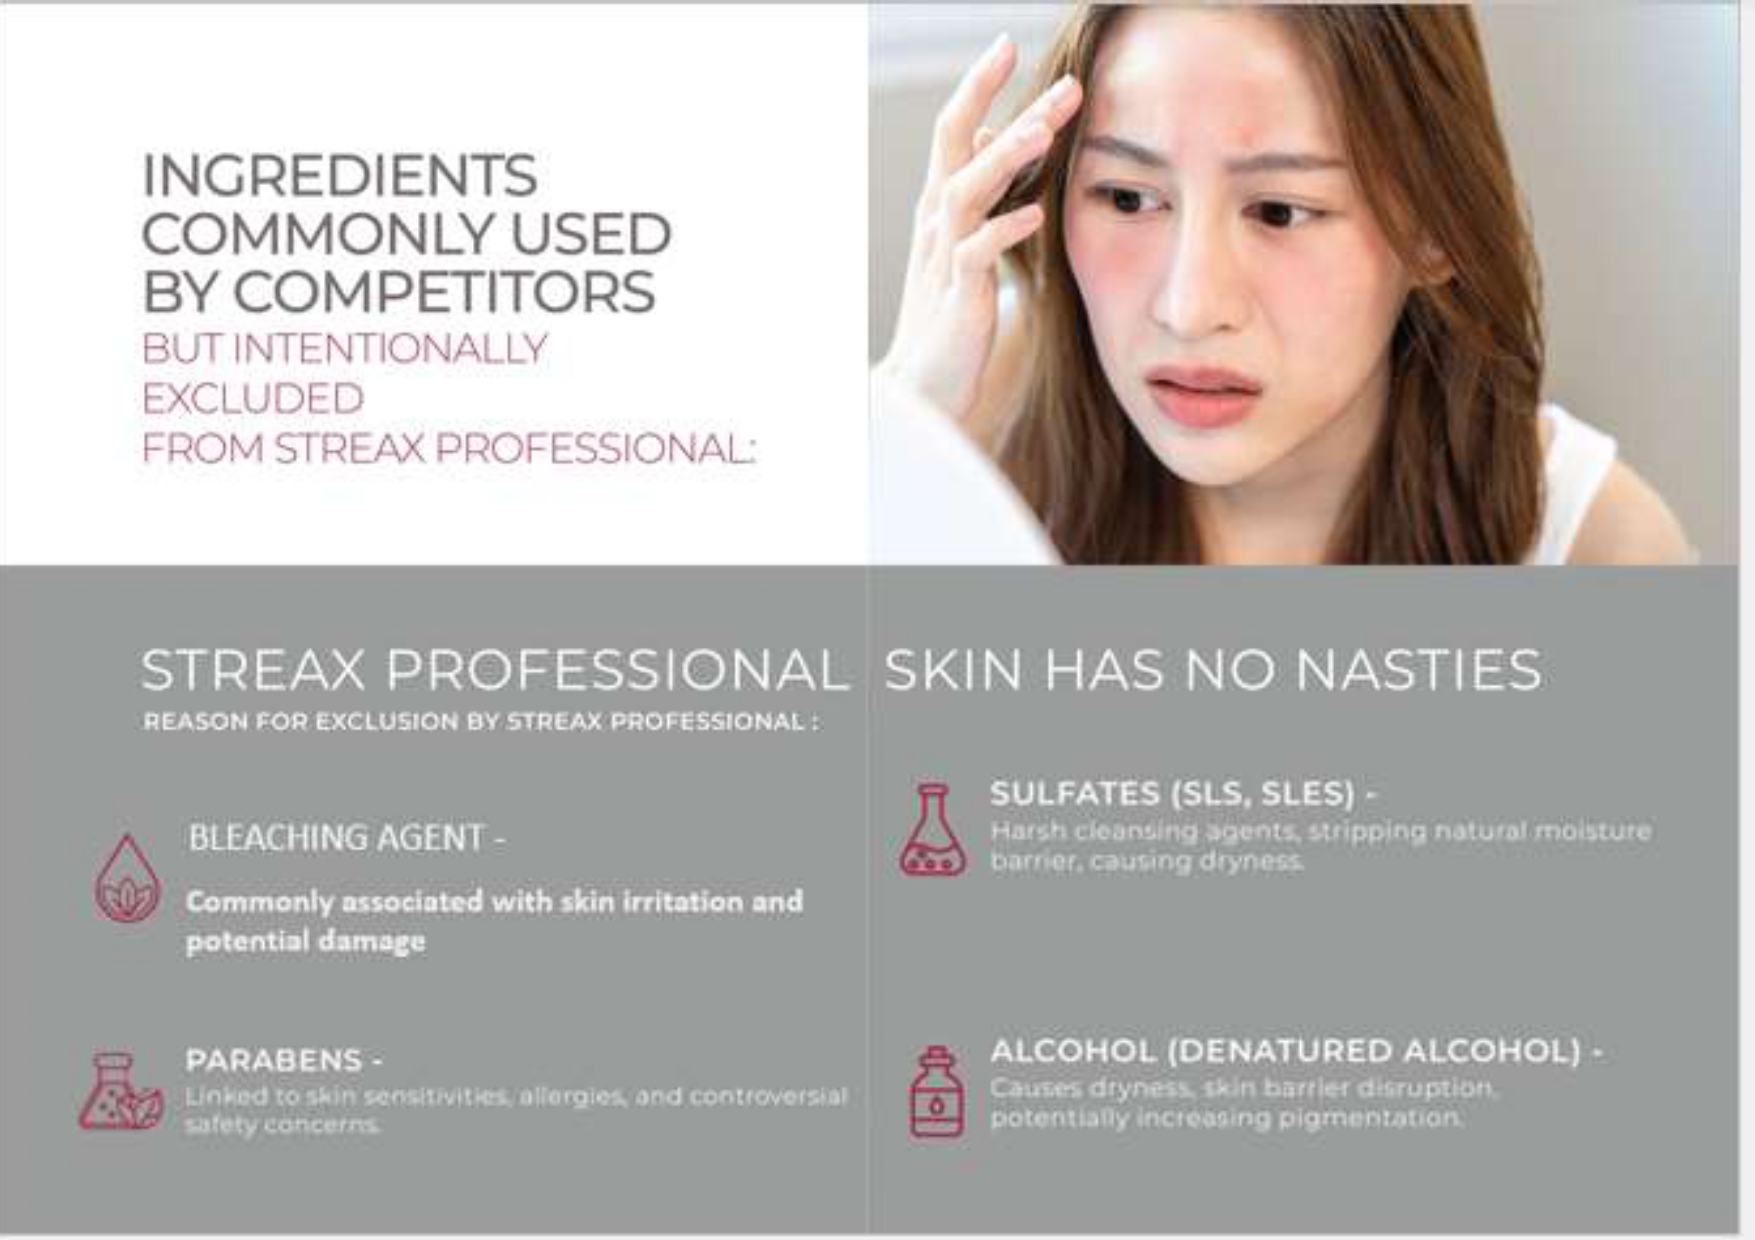 INGREDIENTS
COMMONLY USED
BY COMPETITORS
BUT INTENTIONALLY
EXCLUDED
FROM STREAX PROFESSIONAL:
STREAX PROFESSIONAL SKIN HAS NO NASTIES
REASON FOR EXCLUSION BY STREAX PROFESSIONAL :
BLEACHING AGENT -
Commonly associated with skin irritation and
potential damage
PARABENS -
Linked to skin sensitivities, allergies, and controversial
safety concerns.
SULFATES (SLS, SLES) -
Harsh cleansing agents, stripping natural moisture
barrier, causing dryness.
ALCOHOL (DENATURED ALCOHOL) -
Causes dryness, skin barrier disruption,
potentially increasing pigmentation.